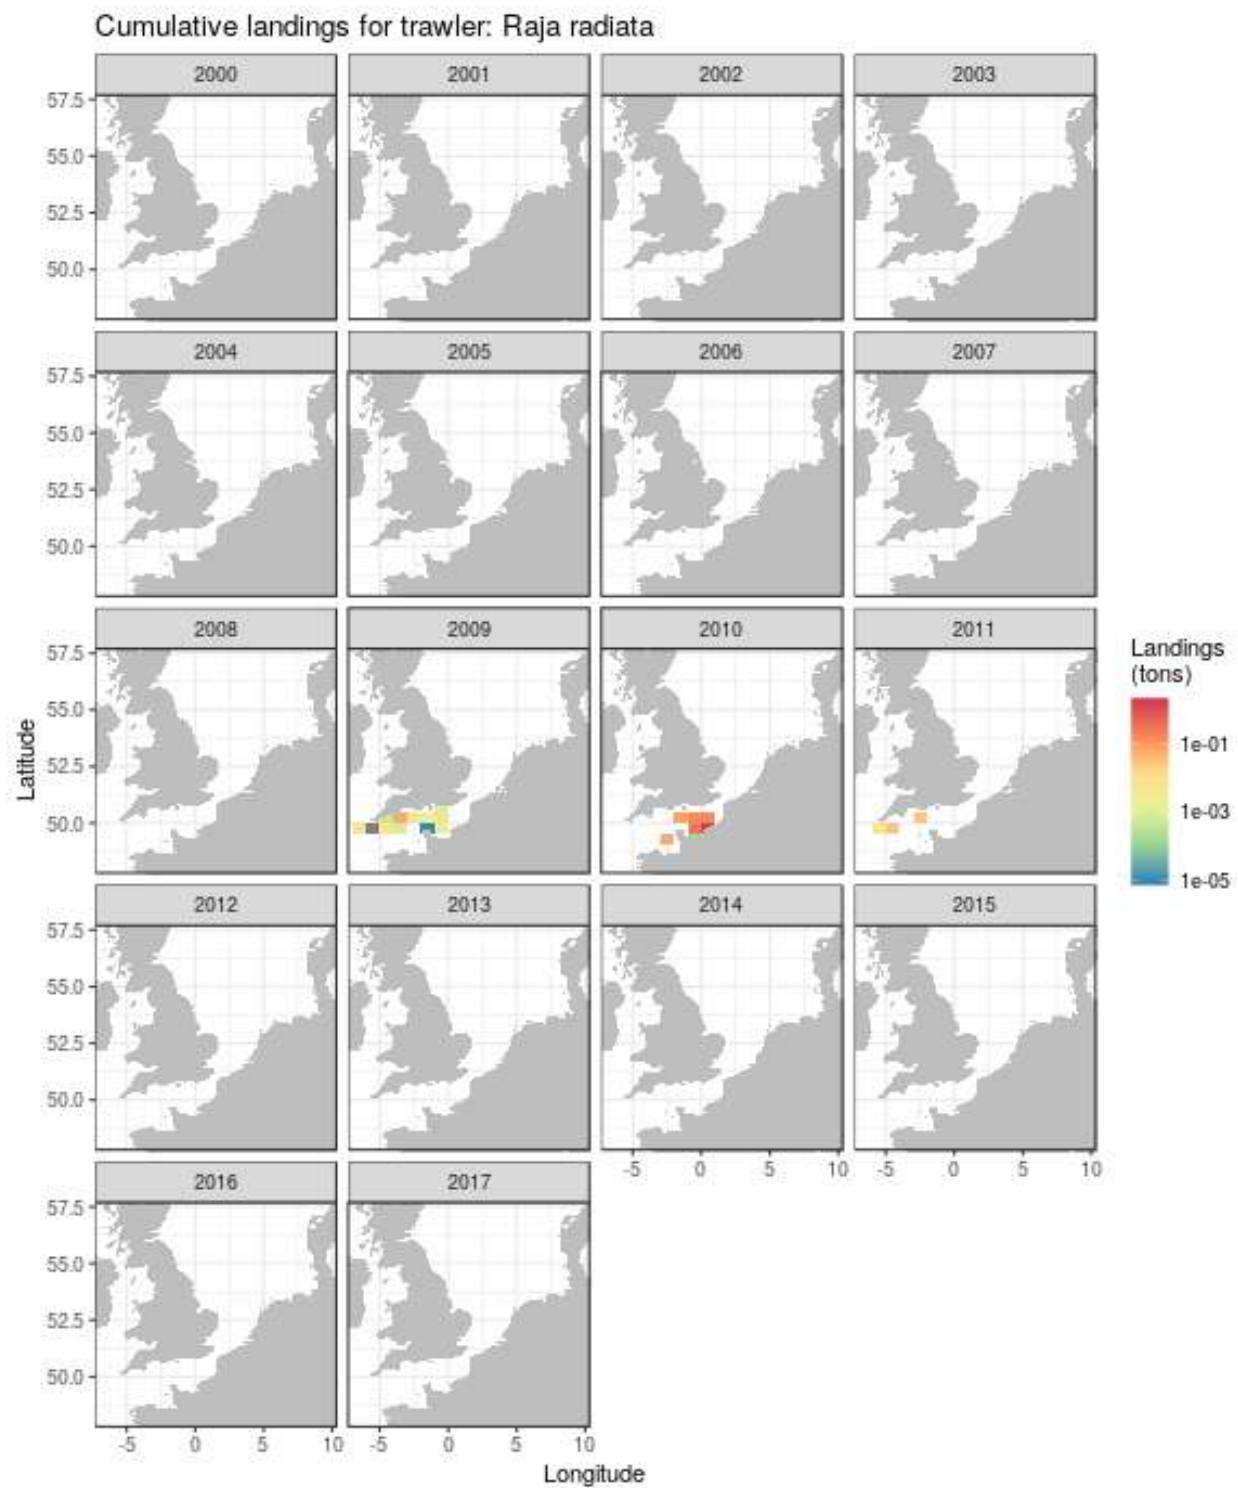 Cumulative landings for trawler: Raja radiata
2000 2001 2002 2003
57.5
55.0
52.5
50.0
2004 2005 2006 2007
57.5
55.0
52.5
50.0
2008 2009 2010 2011
57.5
55.0
52.5
50.0
Latitude
Landings
(tons)
1e-01
1e-03
1e-05
2012 2013 2014 2015
57.5
55.0
52.5
50.0
-5 0 5 10 -5 0 5 10
2016 2017
57.5
55.0
52.5
50.0
-5 0 5 10 -5 0 5 10
Longitude